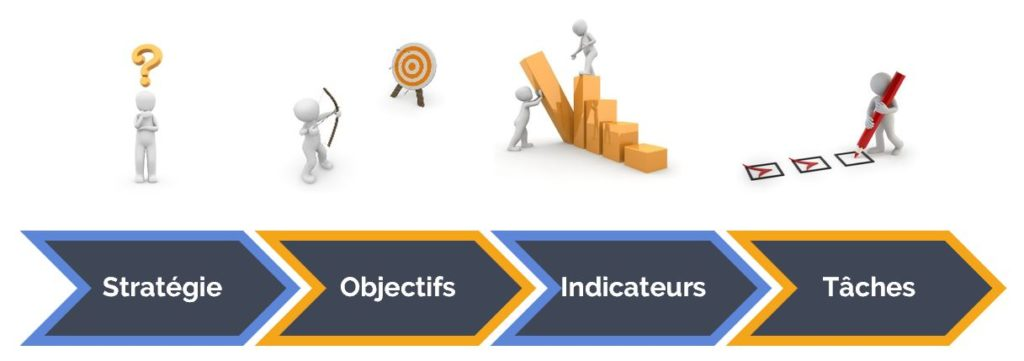 Stratégie
Objectifs
Indicateurs
Tâches